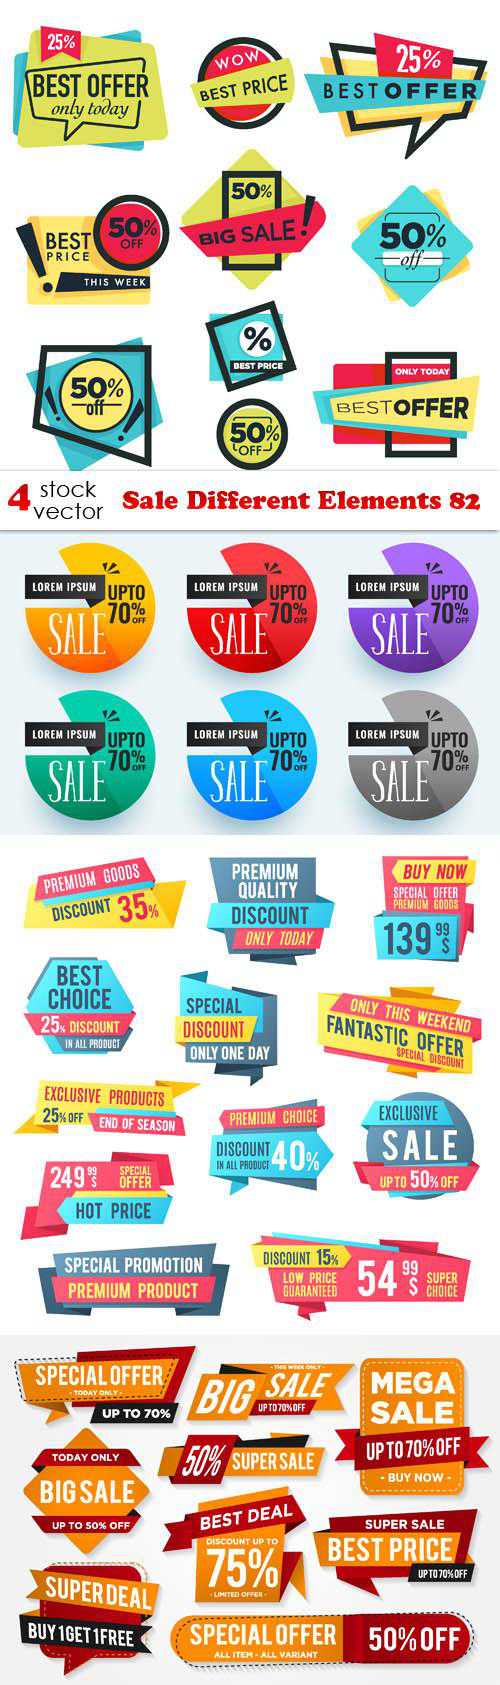 25%
BEST OFFER
only today
WOW
BEST PRICE
25%
BESTOFFER
BEST
PRICE
50%
OFF
THIS WEEK
50%
BIG SALE!
50%
off
50%
off
%
BEST PRICE
50%
OFF
ONLY TODAY
BESTOFFER
4 stock
vector
Sale Different Elements 82
LOREM IPSUM
UPTO
70%
OFF
SALE
LOREM IPSUM
UPTO
70%
OFF
SALE
LOREM IPSUM
UPTO
70%
OFF
SALE
LOREM IPSUM
UPTO
70%
OFF
SALE
LOREM IPSUM
UPTO
70%
OFF
SALE
LOREM IPSUM
UPTO
70%
OFF
SALE
PREMIUM GOODS
DISCOUNT 35%
PREMIUM
QUALITY
DISCOUNT
ONLY TODAY
BUY NOW
SPECIAL OFFER
PREMIUM GOODS
139 99 $
BEST
CHOICE
25% DISCOUNT
IN ALL PRODUCT
SPECIAL
DISCOUNT
ONLY ONE DAY
ONLY THIS WEEKEND
FANTASTIC OFFER
SPECIAL DISCOUNT
EXCLUSIVE PRODUCTS
25% OFF
END OF SEASON
PREMIUM CHOICE
DISCOUNT
IN ALL PRODUCT
40%
EXCLUSIVE
SALE
UP TO 50% OFF
249 99 $
SPECIAL
OFFER
HOT PRICE
SPECIAL PROMOTION
PREMIUM PRODUCT
DISCOUNT 15%
LOW PRICE
GUARANTEED
54 99 $
SUPER
CHOICE
SPECIAL OFFER
- TODAY ONLY -
UP TO 70%
- THIS WEEK ONLY -
BIG SALE
UP TO 70% OFF
MEGA
SALE
UP TO 70% OFF
- BUY NOW -
TODAY ONLY
BIG SALE
UP TO 50% OFF
50% SUPER SALE
BEST DEAL
DISCOUNT UP TO
75%
- LIMITED OFFER -
SUPER SALE
BEST PRICE
UP TO 70% OFF
SUPER DEAL
BUY 1 GET 1 FREE
SPECIAL OFFER
ALL ITEM - ALL VARIANT
50% OFF